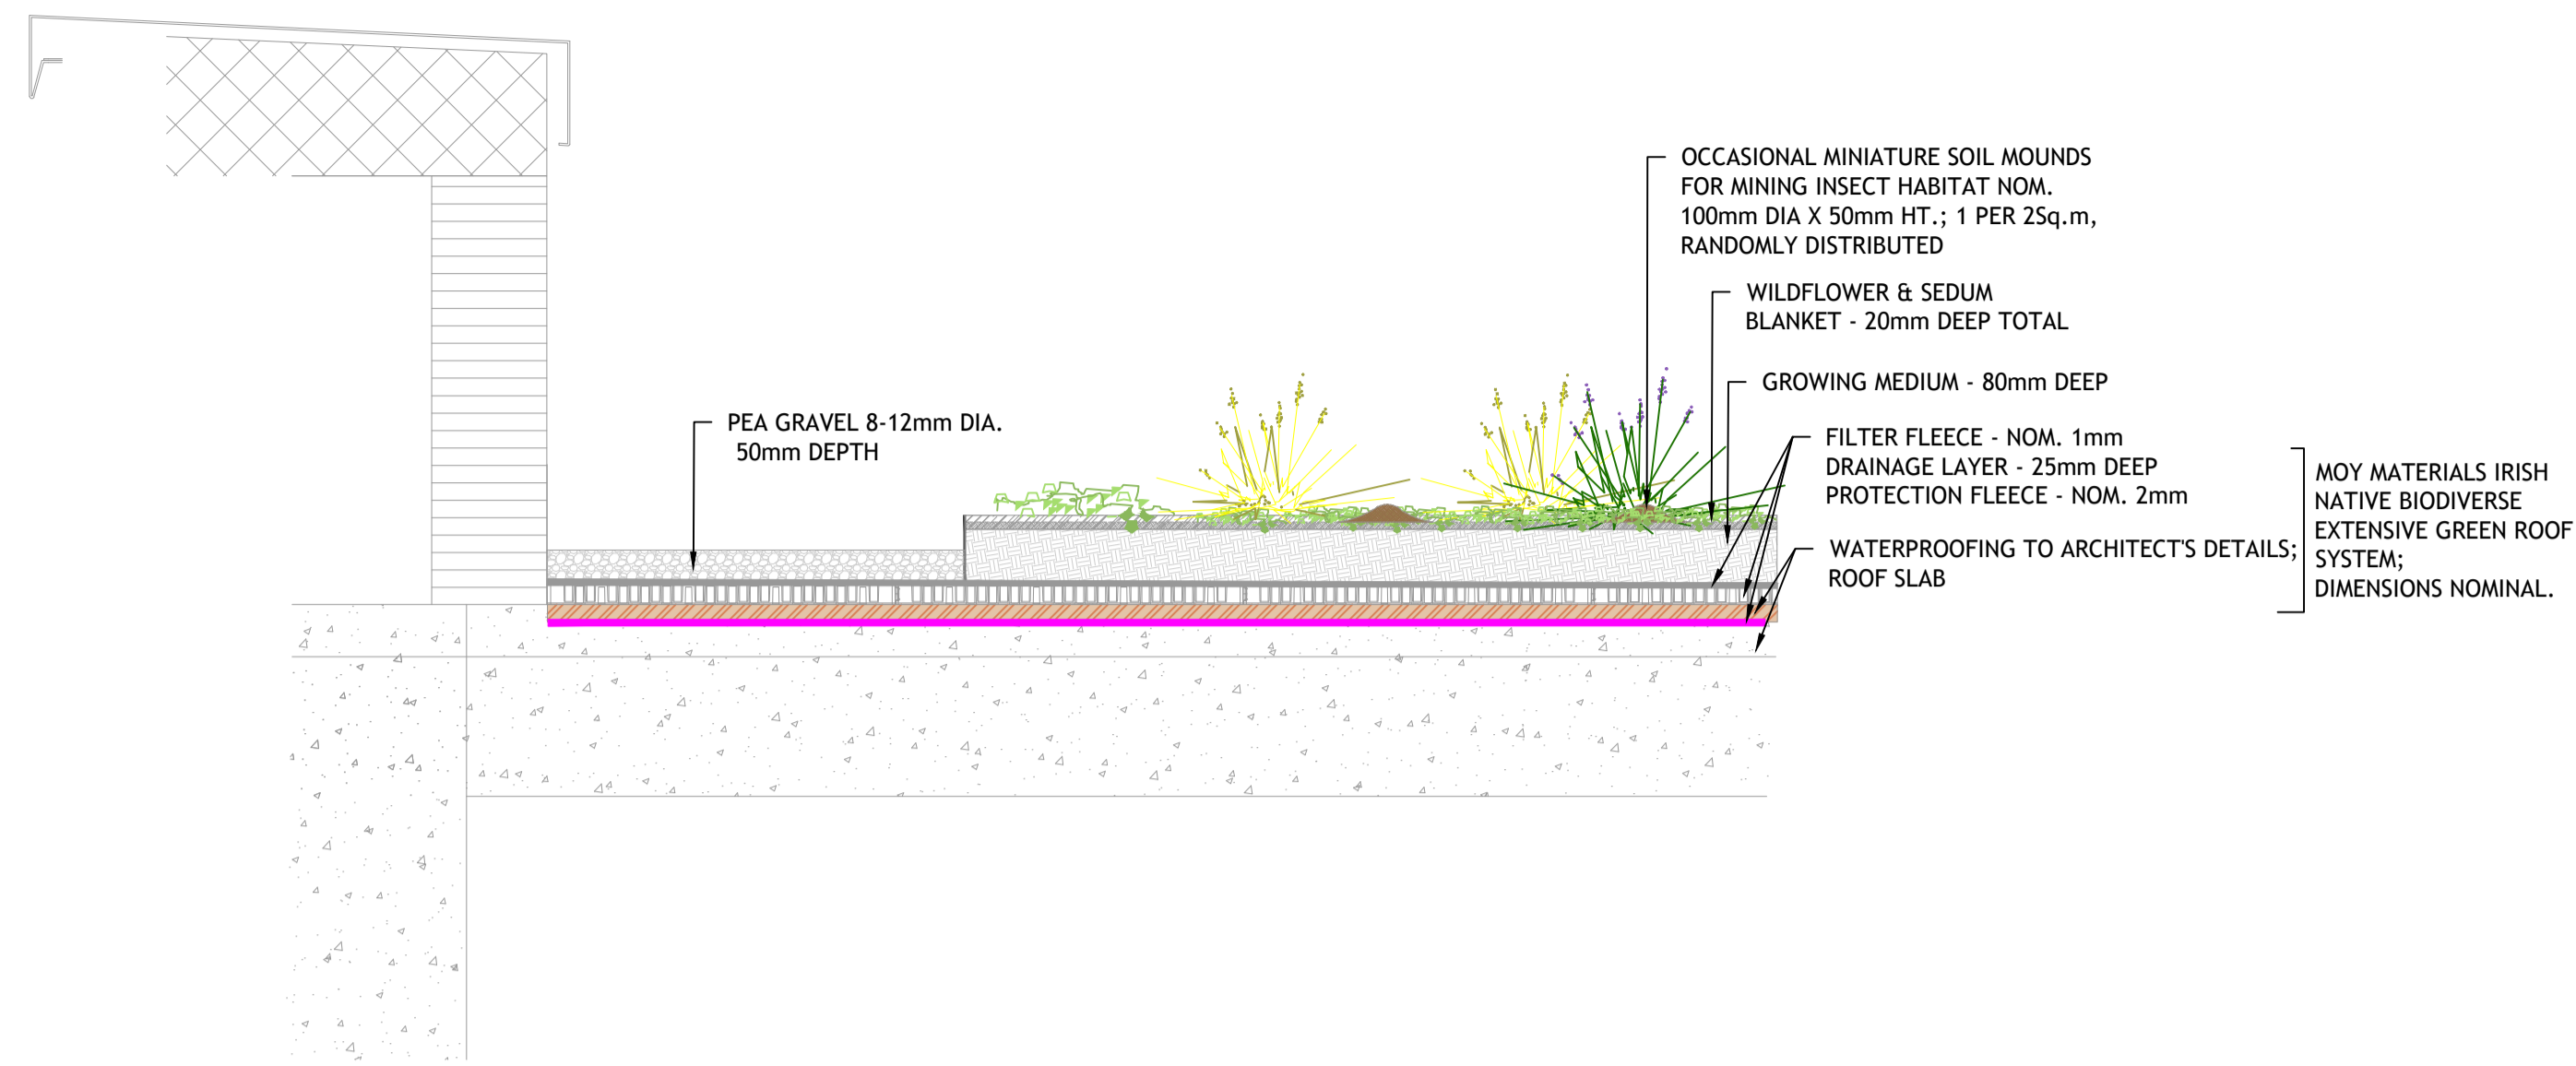 OCCASIONAL MINIATURE SOIL MOUNDS
FOR MINING INSECT HABITAT NOM.
100mm DIA X 50mm HT.; 1 PER 2Sq.m,
RANDOMLY DISTRIBUTED
WILDFLOWER & SEDUM
BLANKET - 20mm DEEP TOTAL
GROWING MEDIUM - 80mm DEEP
PEA GRAVEL 8-12mm DIA.
50mm DEPTH
FILTER FLEECE - NOM. 1mm
DRAINAGE LAYER - 25mm DEEP
PROTECTION FLEECE - NOM. 2mm
WATERPROOFING TO ARCHITECT'S DETAILS;
ROOF SLAB
MOY MATERIALS IRISH
NATIVE BIODIVERSE
EXTENSIVE GREEN ROOF
SYSTEM;
DIMENSIONS NOMINAL.